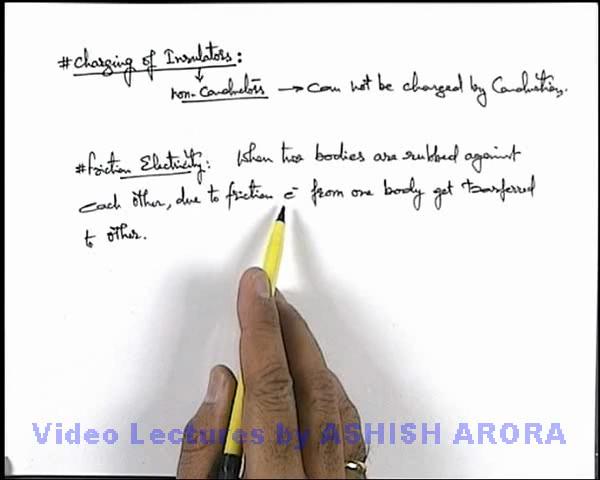 # Charging of Insulators :
non-Conductors → Can not be charged by Conduction.
# Friction Electricity : When two bodies are rubbed against
each other, due to friction e⁻ from one body get transferred
to other.
Video Lectures by ASHISH ARORA